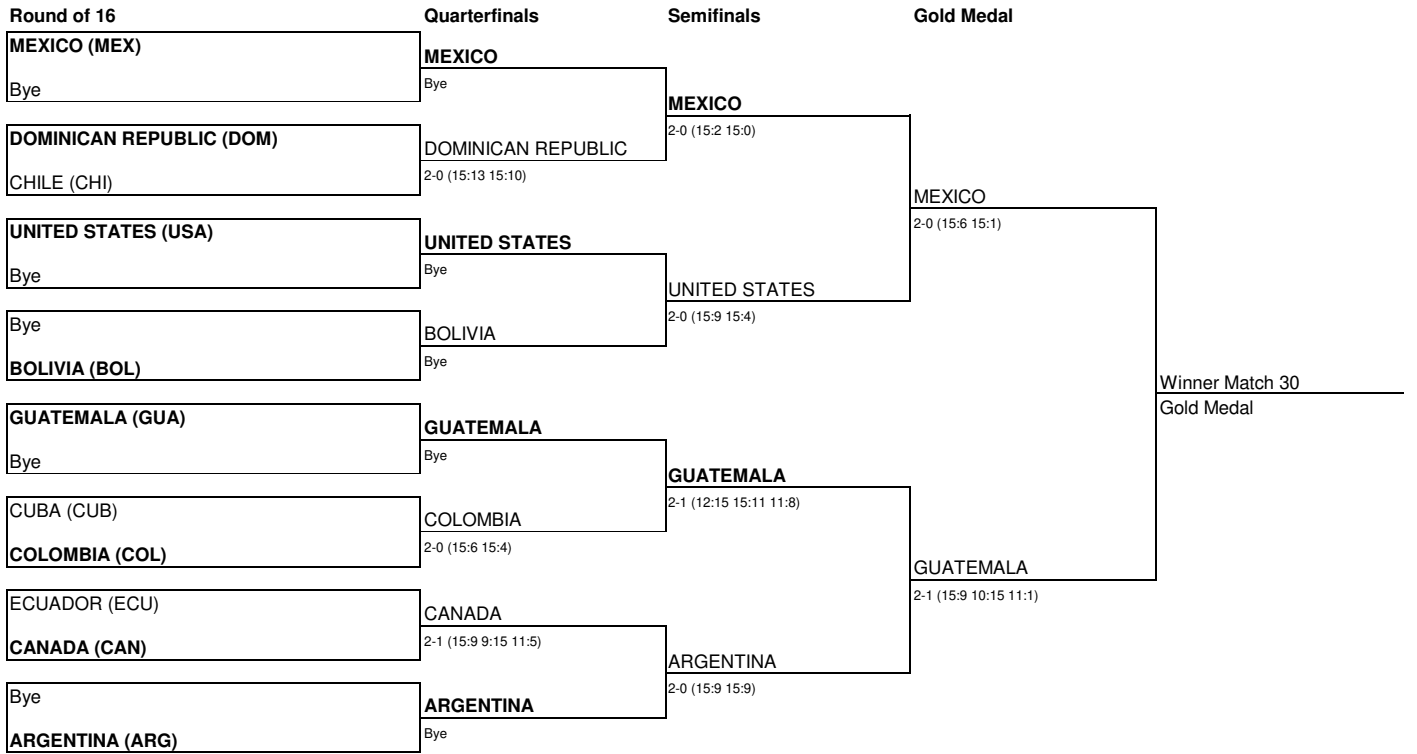 Round of 16
Quarterfinals
Semifinals
Gold Medal
MEXICO (MEX)
Bye
DOMINICAN REPUBLIC (DOM)
CHILE (CHI)
UNITED STATES (USA)
Bye
Bye
BOLIVIA (BOL)
GUATEMALA (GUA)
Bye
CUBA (CUB)
COLOMBIA (COL)
ECUADOR (ECU)
CANADA (CAN)
Bye
ARGENTINA (ARG)
MEXICO
Bye
DOMINICAN REPUBLIC
2-0 (15:13 15:10)
UNITED STATES
Bye
BOLIVIA
Bye
GUATEMALA
Bye
COLOMBIA
2-0 (15:6 15:4)
CANADA
2-1 (15:9 9:15 11:5)
ARGENTINA
Bye
MEXICO
2-0 (15:2 15:0)
UNITED STATES
2-0 (15:9 15:4)
GUATEMALA
2-1 (12:15 15:11 11:8)
ARGENTINA
2-0 (15:9 15:9)
MEXICO
2-0 (15:6 15:1)
GUATEMALA
2-1 (15:9 10:15 11:1)
Winner Match 30
Gold Medal